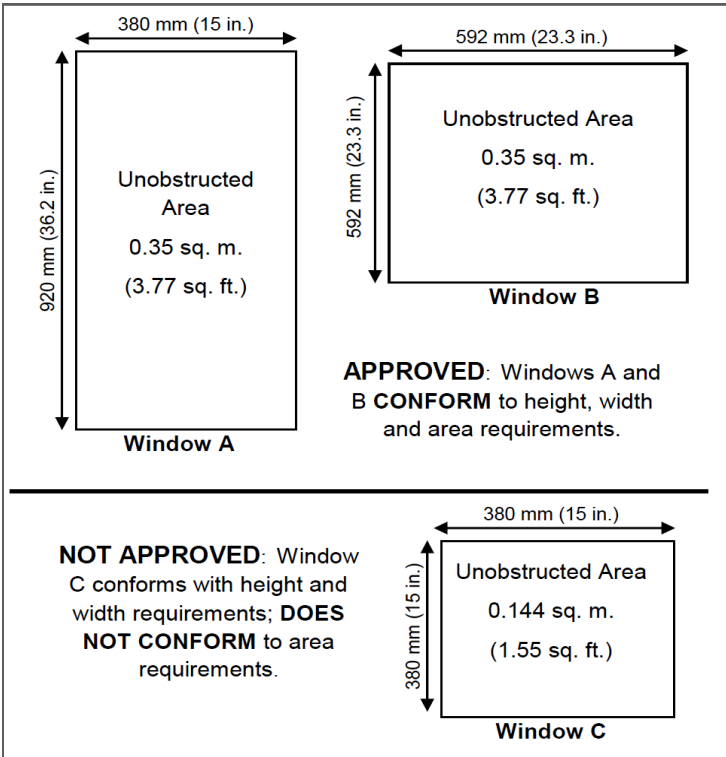 380 mm (15 in.)
920 mm (36.2 in.)
Unobstructed
Area
0.35 sq. m.
(3.77 sq. ft.)
Window A
592 mm (23.3 in.)
592 mm (23.3 in.)
Unobstructed Area
0.35 sq. m.
(3.77 sq. ft.)
Window B
APPROVED: Windows A and
B CONFORM to height, width
and area requirements.
NOT APPROVED: Window
C conforms with height and
width requirements; DOES
NOT CONFORM to area
requirements.
380 mm (15 in.)
380 mm (15 in.)
Unobstructed Area
0.144 sq. m.
(1.55 sq. ft.)
Window C